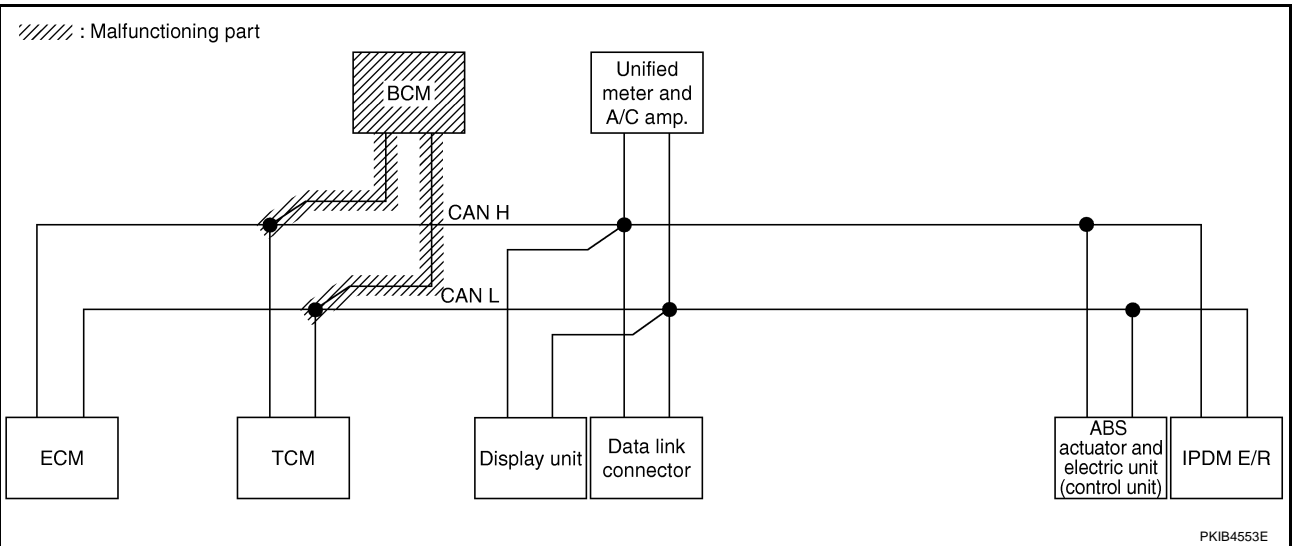 : Malfunctioning part
BCM
Unified
meter and
A/C amp.
CAN H
CAN L
ECM
TCM
Display unit
Data link
connector
ABS
actuator and
electric unit
(control unit)
IPDM E/R
PKIB4553E